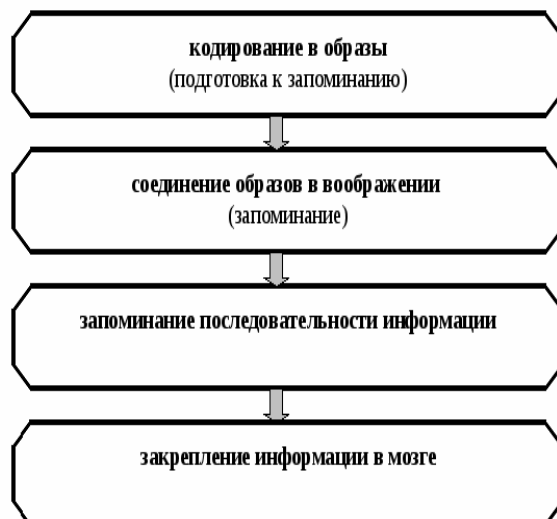 кодирование в образы
(подготовка к запоминанию)
соединение образов в воображении
(запоминание)
запоминание последовательности информации
закрепление информации в мозге